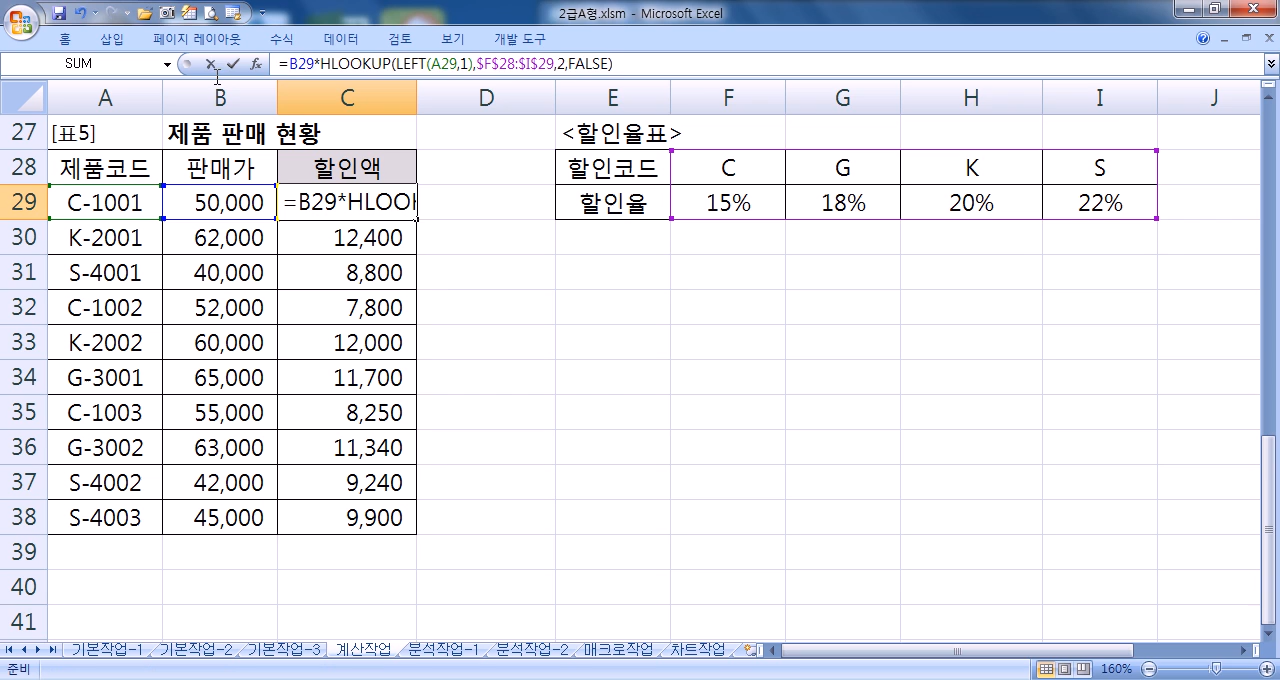 2급A형.xlsm - Microsoft Excel
홈 삽입 페이지 레이아웃 수식 데이터 검토 보기 개발 도구
SUM fx =B29*HLOOKUP(LEFT(A29,1),$F$28:$I$29,2,FALSE)
A B C D E F G H I J
27 [표5] 제품 판매 현황 <할인율표>
28 제품코드 판매가 할인액 할인코드 C G K S
29 C-1001 50,000 =B29*HLOOK 할인율 15% 18% 20% 22%
30 K-2001 62,000 12,400
31 S-4001 40,000 8,800
32 C-1002 52,000 7,800
33 K-2002 60,000 12,000
34 G-3001 65,000 11,700
35 C-1003 55,000 8,250
36 G-3002 63,000 11,340
37 S-4002 42,000 9,240
38 S-4003 45,000 9,900
39
40
41
기본작업-1 기본작업-2 기본작업-3 계산작업 분석작업-1 분석작업-2 매크로작업 차트작업
준비 160%